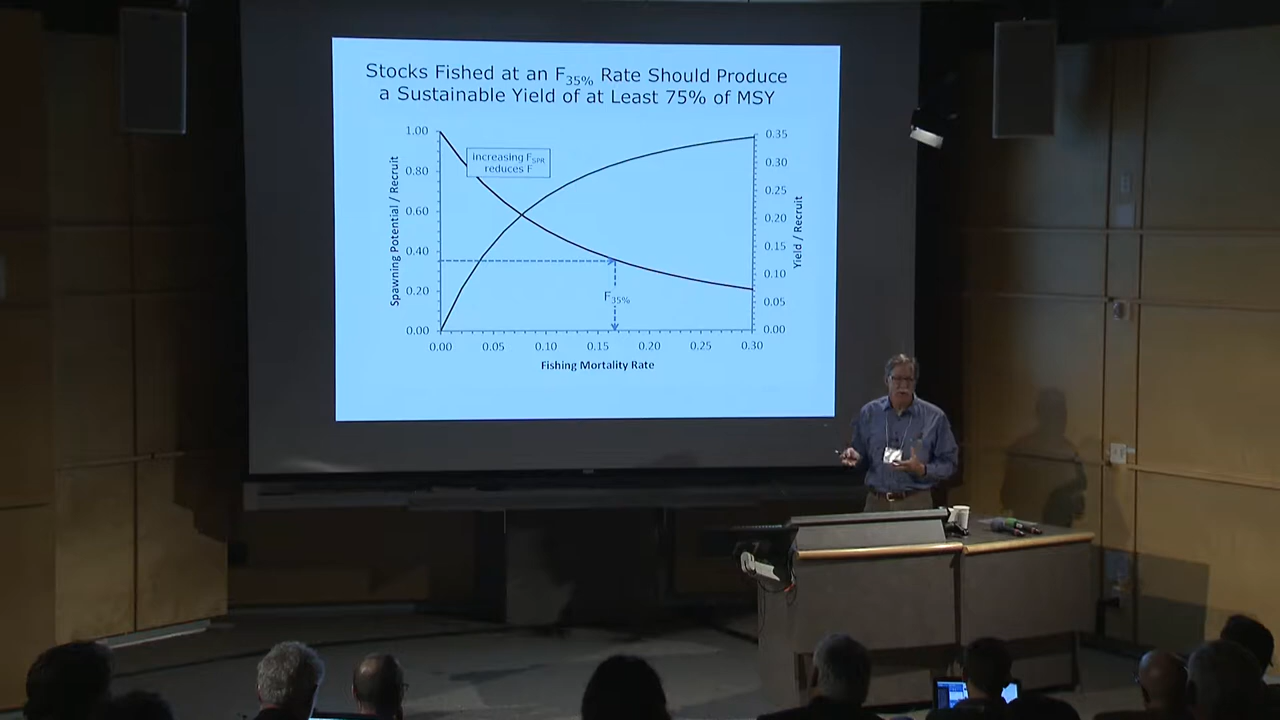 Stocks Fished at an F35% Rate Should Produce
a Sustainable Yield of at Least 75% of MSY
1.00
0.80
0.60
0.40
0.20
0.00
Spawning Potential / Recruit
increasing FSPR
reduces F
F35%
0.35
0.30
0.25
0.20
0.15
0.10
0.05
0.00
Yield / Recruit
0.00 0.05 0.10 0.15 0.20 0.25 0.30
Fishing Mortality Rate